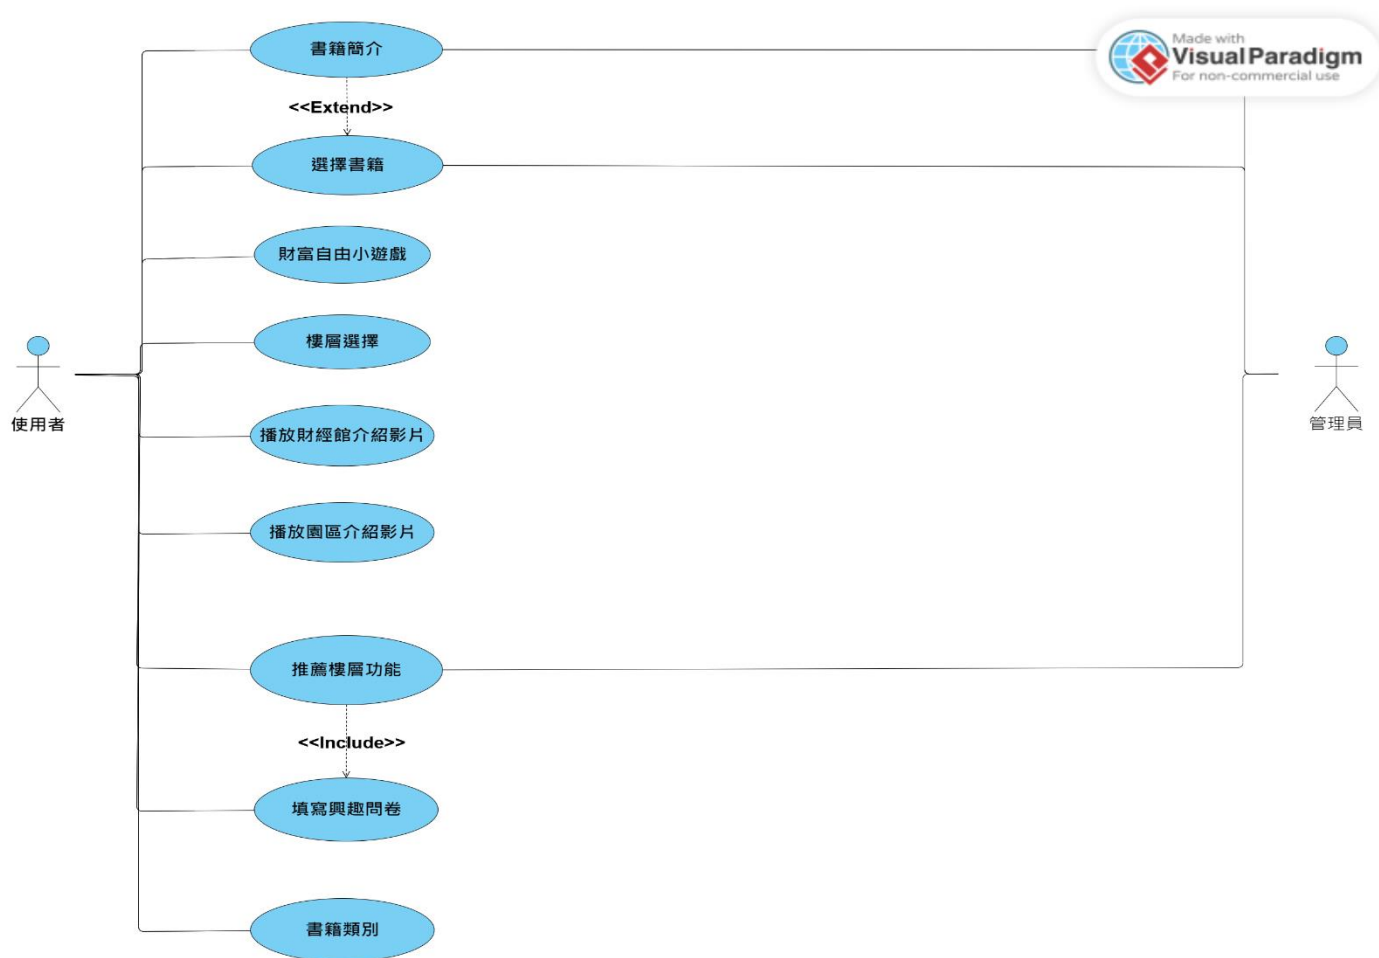 書籍簡介
Made with
Visual Paradigm
For non-commercial use
<<Extend>>
選擇書籍
財富自由小遊戲
樓層選擇
使用者
管理員
播放財經館介紹影片
播放園區介紹影片
推薦樓層功能
<<Include>>
填寫興趣問卷
書籍類別